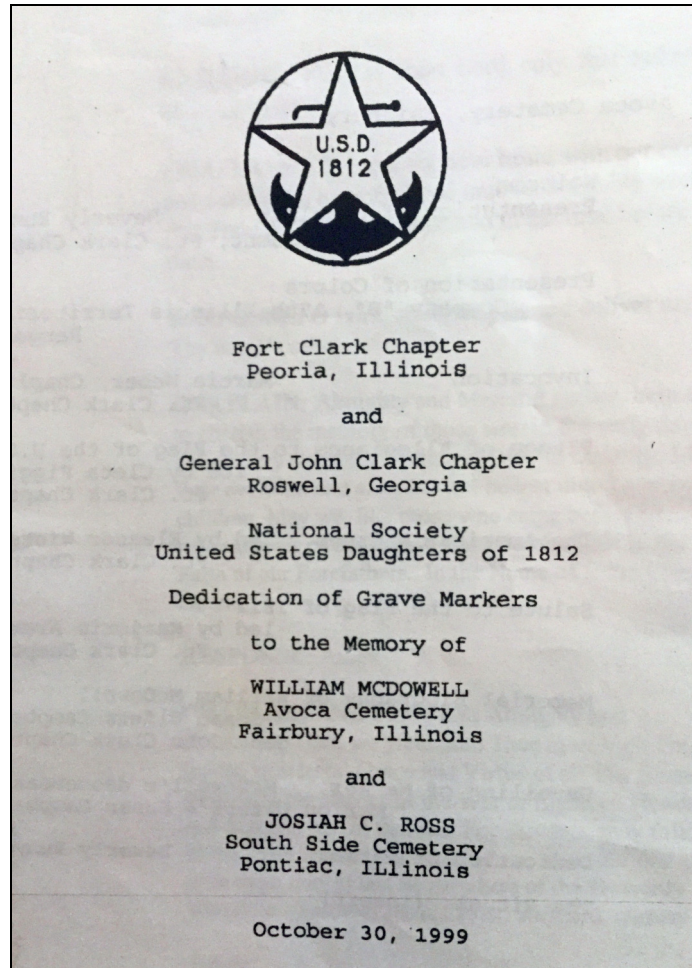 U.S.D.
1812
Fort Clark Chapter
Peoria, Illinois
and
General John Clark Chapter
Roswell, Georgia
National Society
United States Daughters of 1812
Dedication of Grave Markers
to the Memory of
WILLIAM MCDOWELL
Avoca Cemetery
Fairbury, Illinois
and
JOSIAH C. ROSS
South Side Cemetery
Pontiac, ILlinois
October 30, 1999